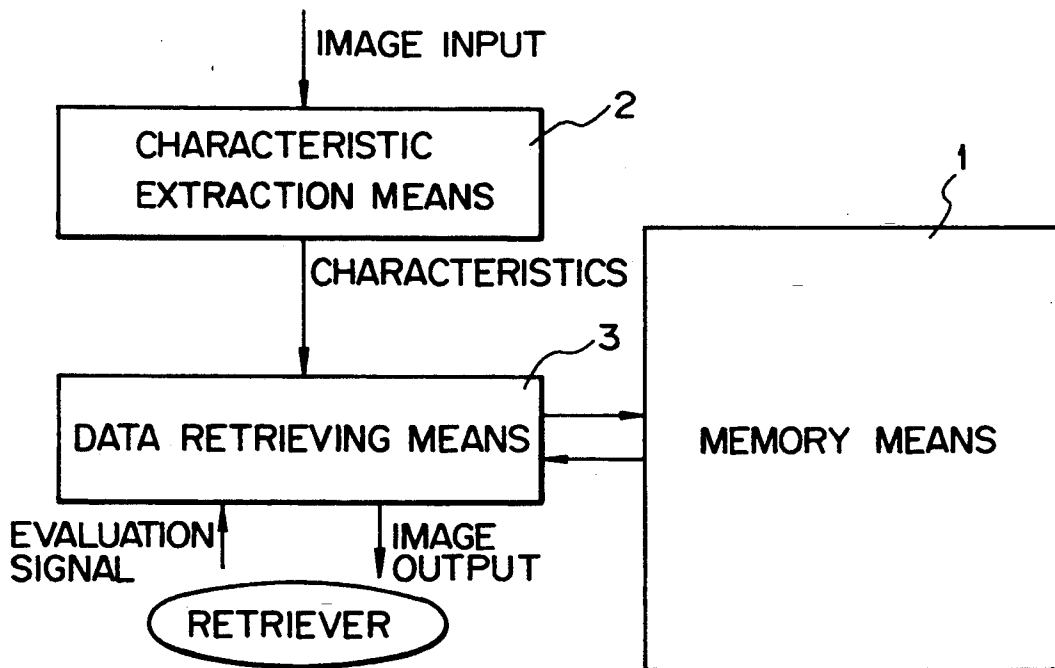 IMAGE INPUT
2
CHARACTERISTIC
EXTRACTION MEANS
1
CHARACTERISTICS
3
DATA RETRIEVING MEANS
MEMORY MEANS
EVALUATION
SIGNAL
IMAGE
OUTPUT
RETRIEVER